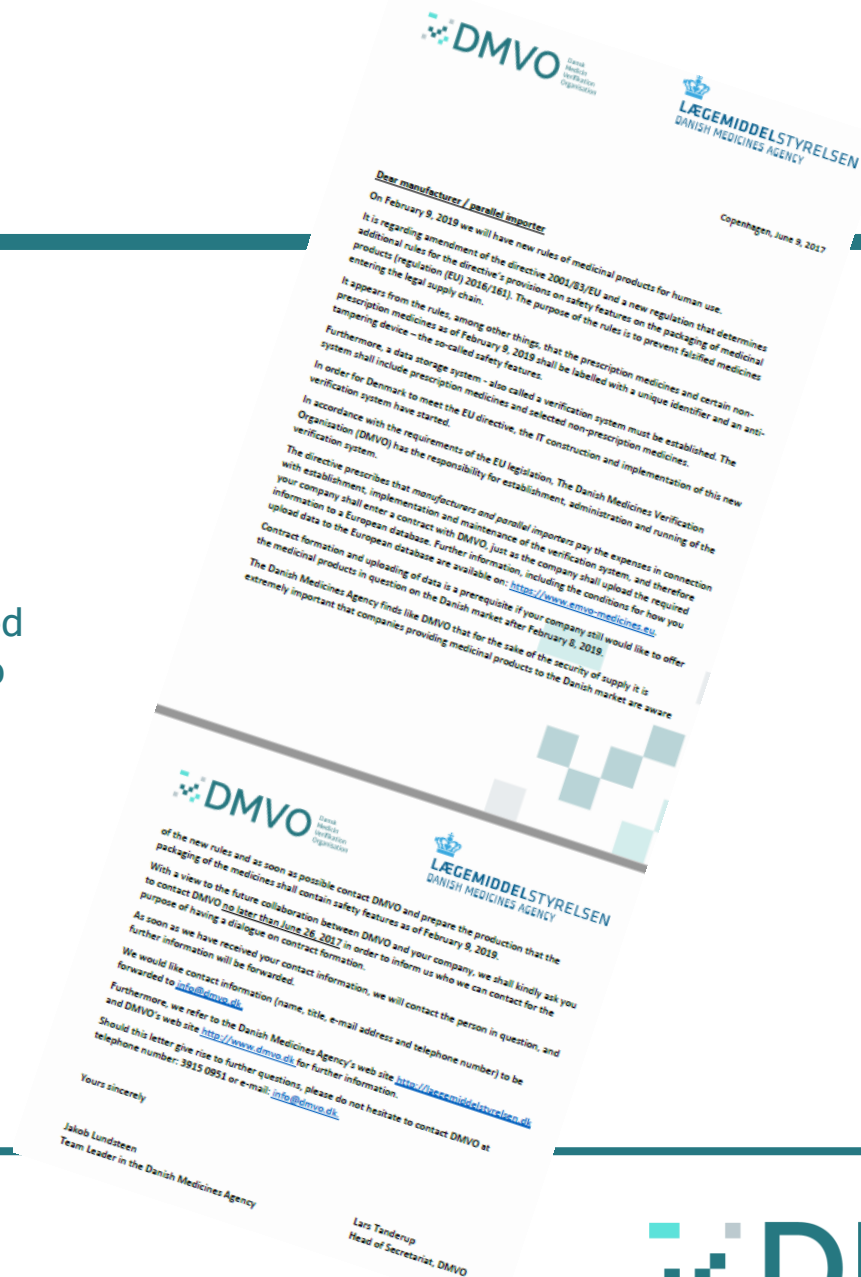 DMVO
Dansk
Medicin
Verifikation
Organisation
LÆGEMIDDELSTYRELSEN
DANISH MEDICINES AGENCY
Copenhagen, June 9, 2017
Dear manufacturer / parallel importer
On February 9, 2019 we will have new rules of medicinal products for human use.
It is regarding amendment of the directive 2001/83/EU and a new regulation that determines
additional rules for the directive's provisions on safety features on the packaging of medicinal
products (regulation (EU) 2016/161). The purpose of the rules is to prevent falsified medicines
entering the legal supply chain.
It appears from the rules, among other things, that the prescription medicines and certain non-
prescription medicines as of February 9, 2019 shall be labelled with a unique identifier and an anti-
tampering device – the so-called safety features.
Furthermore, a data storage system - also called a verification system must be established. The
system shall include prescription medicines and selected non-prescription medicines.
In order for Denmark to meet the EU directive, the IT construction and implementation of this new
verification system have started.
In accordance with the requirements of the EU legislation, The Danish Medicines Verification
Organisation (DMVO) has the responsibility for establishment, administration and running of the
verification system.
The directive prescribes that manufacturers and parallel importers pay the expenses in connection
with establishment, implementation and maintenance of the verification system, and therefore
your company shall enter a contract with DMVO, just as the company shall upload the required
information to a European database. Further information, including the conditions for how you
upload data to the European database are available on: https://www.emvo-medicines.eu.
Contract formation and uploading of data is a prerequisite if your company still would like to offer
the medicinal products in question on the Danish market after February 8, 2019.
The Danish Medicines Agency finds like DMVO that for the sake of the security of supply it is
extremely important that companies providing medicinal products to the Danish market are aware
d
o
DMVO
Dansk
Medicin
Verifikation
Organisation
LÆGEMIDDELSTYRELSEN
DANISH MEDICINES AGENCY
of the new rules and as soon as possible contact DMVO and prepare the production that the
packaging of the medicines shall contain safety features as of February 9, 2019.
With a view to the future collaboration between DMVO and your company, we shall kindly ask you
to contact DMVO no later than June 26, 2017 in order to inform us who we can contact for the
purpose of having a dialogue on contract formation.
As soon as we have received your contact information, we will contact the person in question, and
further information will be forwarded.
We would like contact information (name, title, e-mail address and telephone number) to be
forwarded to info@dmvo.dk.
Furthermore, we refer to the Danish Medicines Agency's web site http://laegemiddelstyrelsen.dk
and DMVO's web site http://www.dmvo.dk for further information.
Should this letter give rise to further questions, please do not hesitate to contact DMVO at
telephone number: 3915 0951 or e-mail: info@dmvo.dk.
Yours sincerely
Jakob Lundsteen
Team Leader in the Danish Medicines Agency
Lars Tanderup
Head of Secretariat, DMVO
D